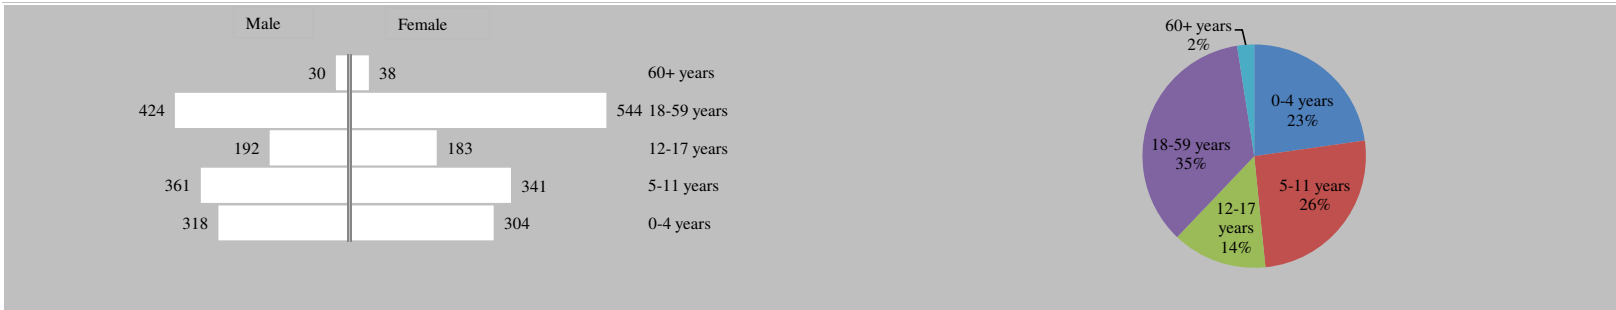 Male Female
30 38 60+ years
424 544 18-59 years
192 183 12-17 years
361 341 5-11 years
318 304 0-4 years
60+ years
2%
0-4 years
23%
18-59 years
35%
5-11 years
26%
12-17
years
14%